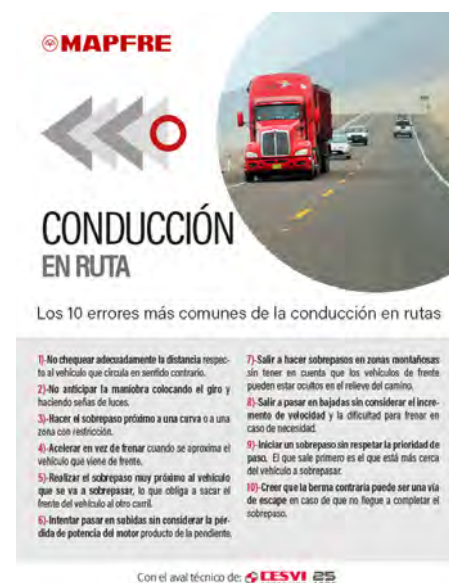 MAPFRE
CONDUCCIÓN
EN RUTA
Los 10 errores más comunes de la conducción en rutas
1)-No chequear adecuadamente la distancia respec-
to al vehículo que circula en sentido contrario.
2)-No anticipar la maniobra colocando el giro y
haciendo señas de luces.
3)-Hacer el sobrepaso próximo a una curva o a una
zona con restricción.
4)-Acelerar en vez de frenar cuando se aproxima el
vehículo que viene de frente.
5)-Realizar el sobrepaso muy próximo al vehículo
que se va a sobrepasar, lo que obliga a sacar el
frente del vehículo al otro carril.
6)-Intentar pasar en subidas sin considerar la pér-
dida de potencia del motor producto de la pendiente.
7)-Salir a hacer sobrepasos en zonas montañosas
sin tener en cuenta que los vehículos de frente
pueden estar ocultos en el relieve del camino.
8)-Salir a pasar en bajadas sin considerar el incre-
mento de velocidad y la dificultad para frenar en
caso de necesidad.
9)-Iniciar un sobrepaso sin respetar la prioridad de
paso. El que sale primero es el que está más cerca
del vehículo a sobrepasar.
10)-Creer que la berma contraria puede ser una vía
de escape en caso de que no llegue a completar el
sobrepaso.
Con el aval técnico de: CESVI 25